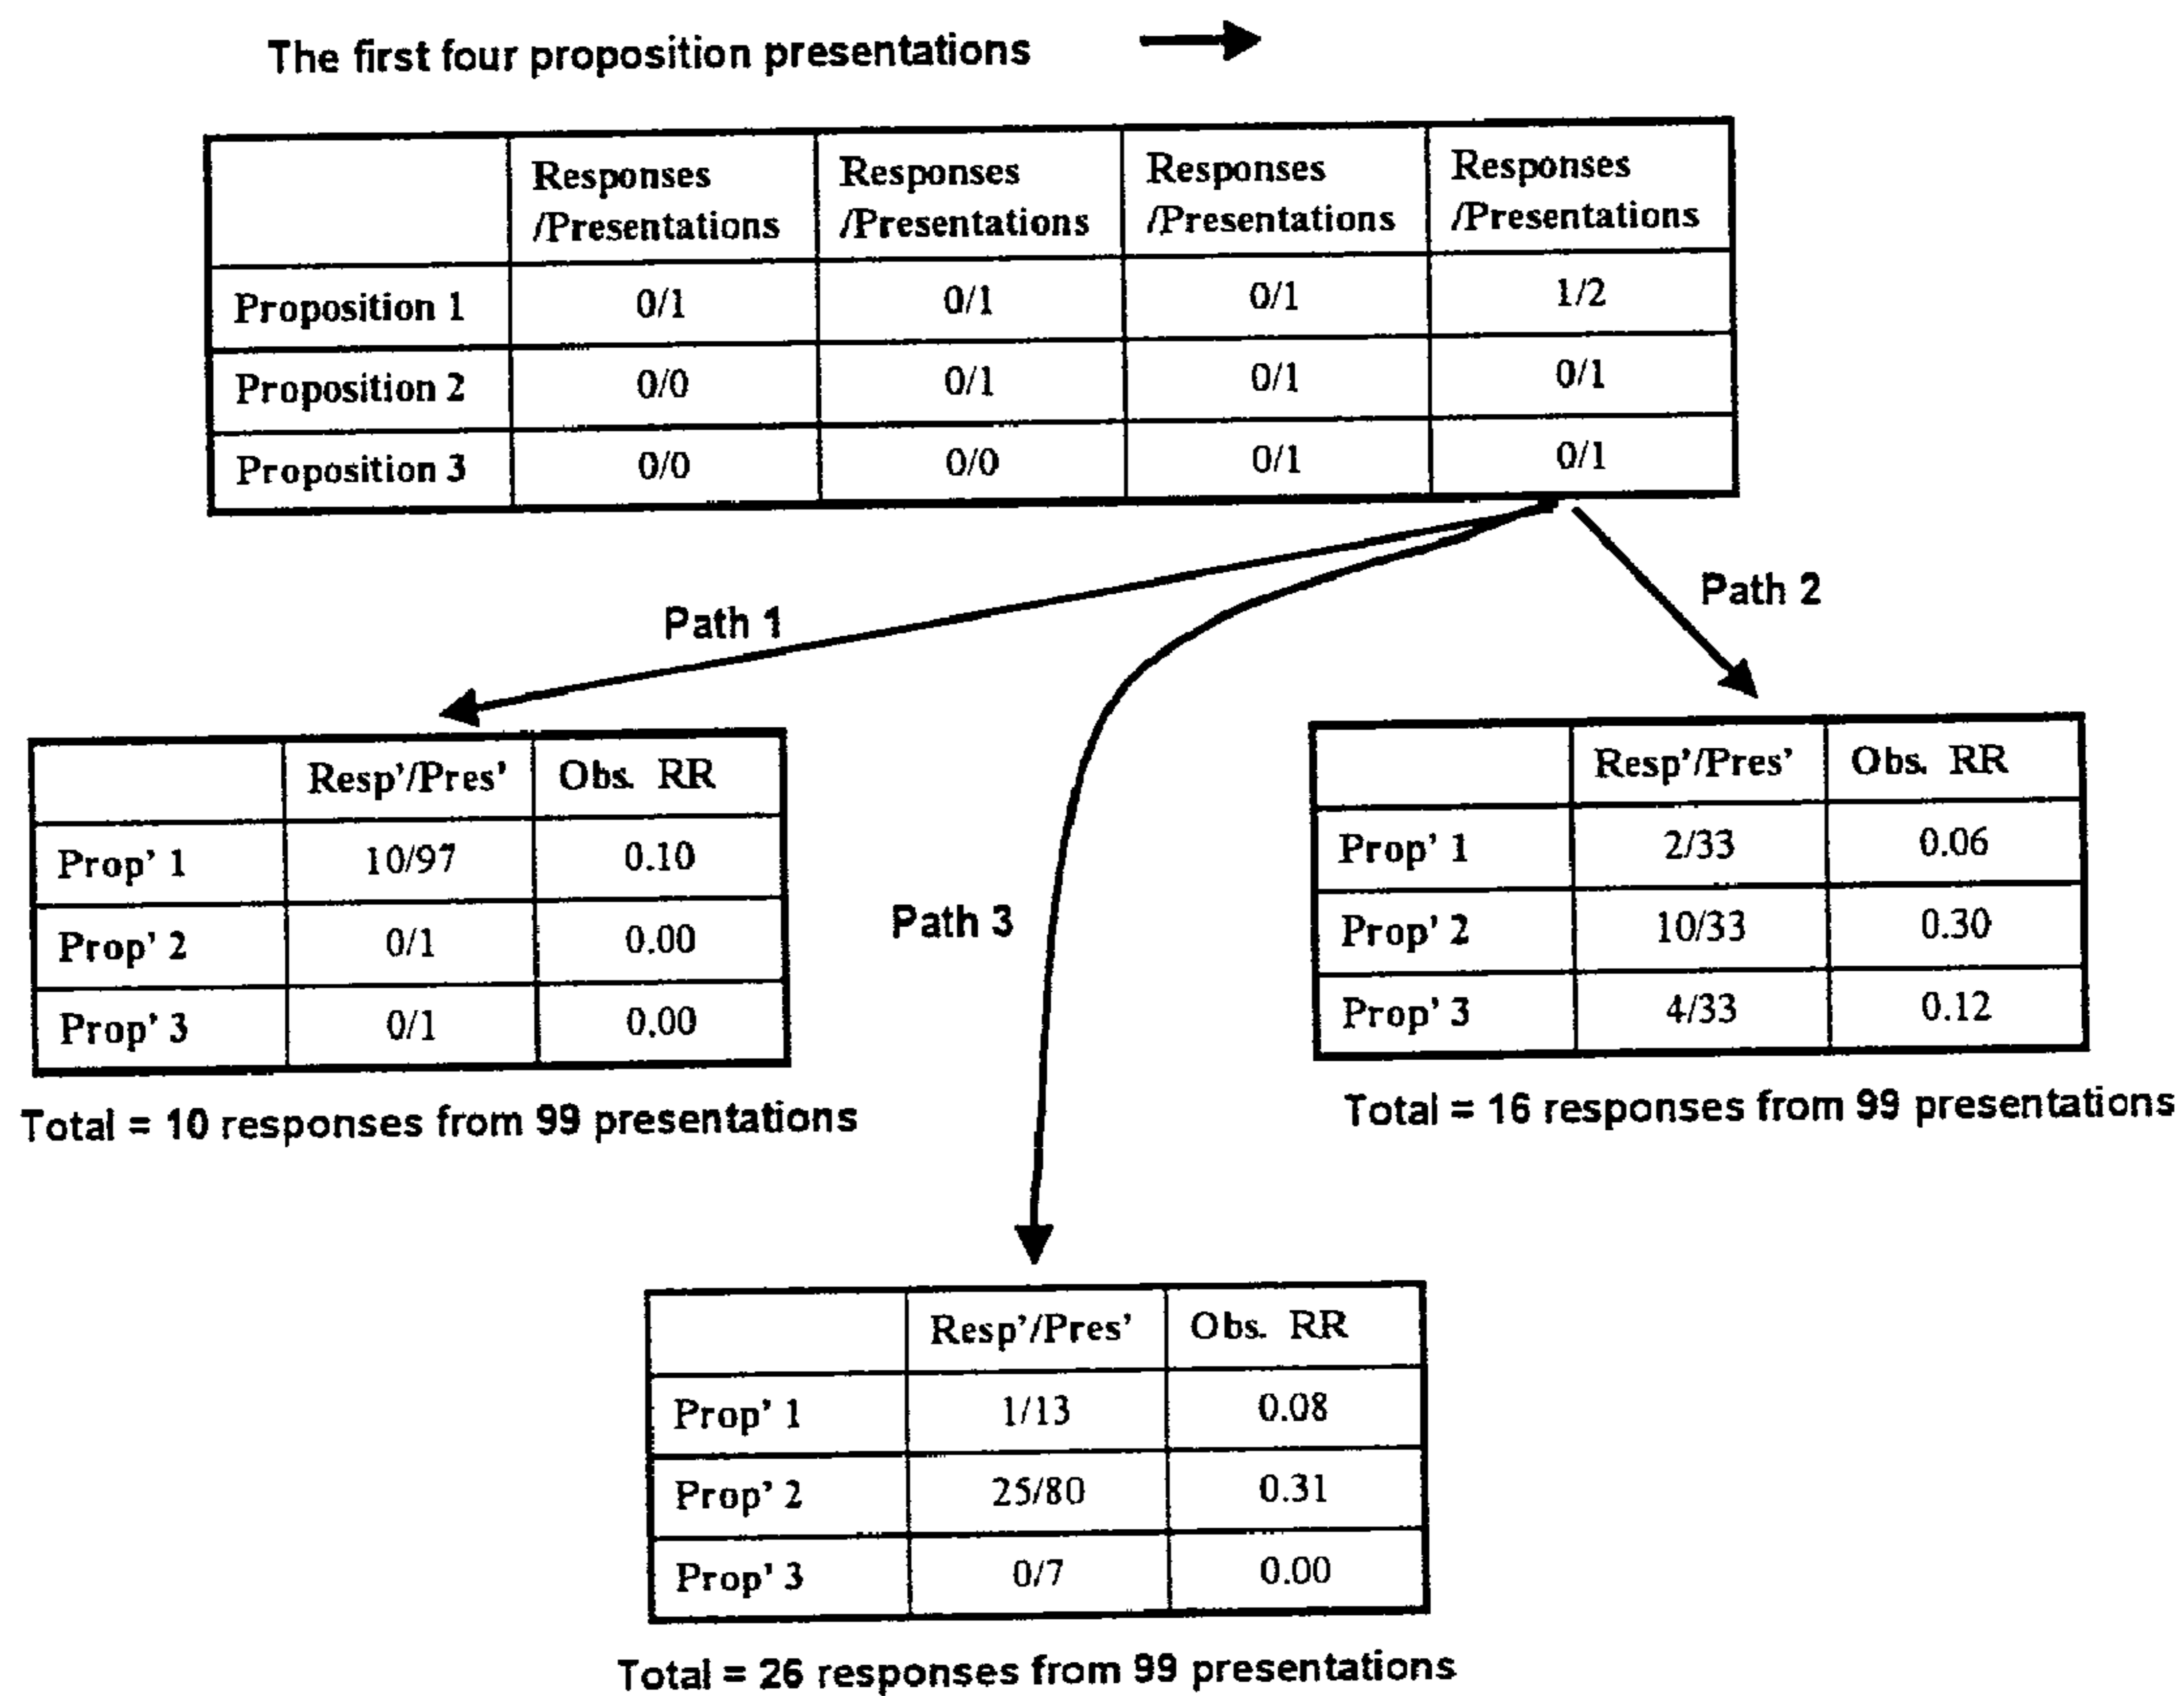 The first four proposition presentations
Responses Responses Responses Responses
/Presentations /Presentations /Presentations /Presentations
Proposition 1 0/1 0/1 0/1 1/2
Proposition 2 0/0 0/1 0/1 0/1
Proposition 3 0/0 0/0 0/1 0/1
Path 1
Path 2
Path 3
Resp'/Pres' Obs. RR
Prop' 1 10/97 0.10
Prop' 2 0/1 0.00
Prop' 3 0/1 0.00
Total = 10 responses from 99 presentations
Resp'/Pres' Obs. RR
Prop' 1 2/33 0.06
Prop' 2 10/33 0.30
Prop' 3 4/33 0.12
Total = 16 responses from 99 presentations
Resp'/Pres' Obs. RR
Prop' 1 1/13 0.08
Prop' 2 25/80 0.31
Prop' 3 0/7 0.00
Total = 26 responses from 99 presentations